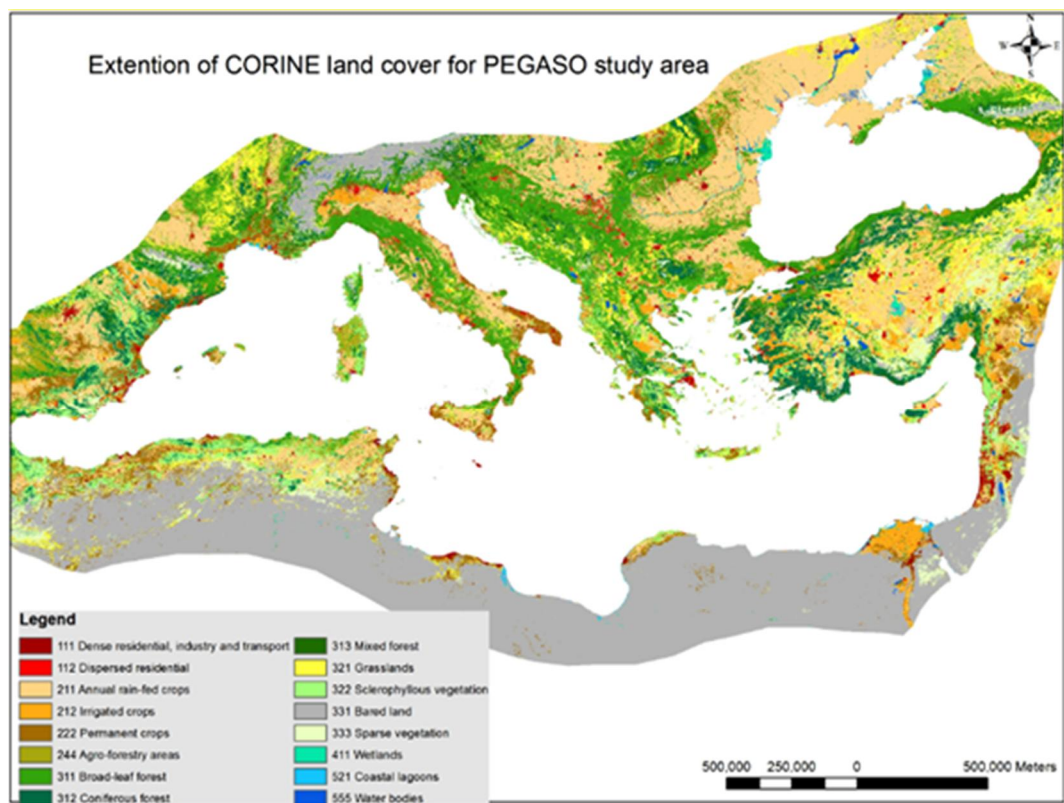 Extention of CORINE land cover for PEGASO study area
N
W E
S
Legend
111 Dense residential, industry and transport
112 Dispersed residential
211 Annual rain-fed crops
212 Irrigated crops
222 Permanent crops
244 Agro-forestry areas
311 Broad-leaf forest
312 Coniferous forest
313 Mixed forest
321 Grasslands
322 Sclerophyllous vegetation
331 Bared land
333 Sparse vegetation
411 Wetlands
521 Coastal lagoons
555 Water bodies
500,000 250,000 0 500,000 Meters